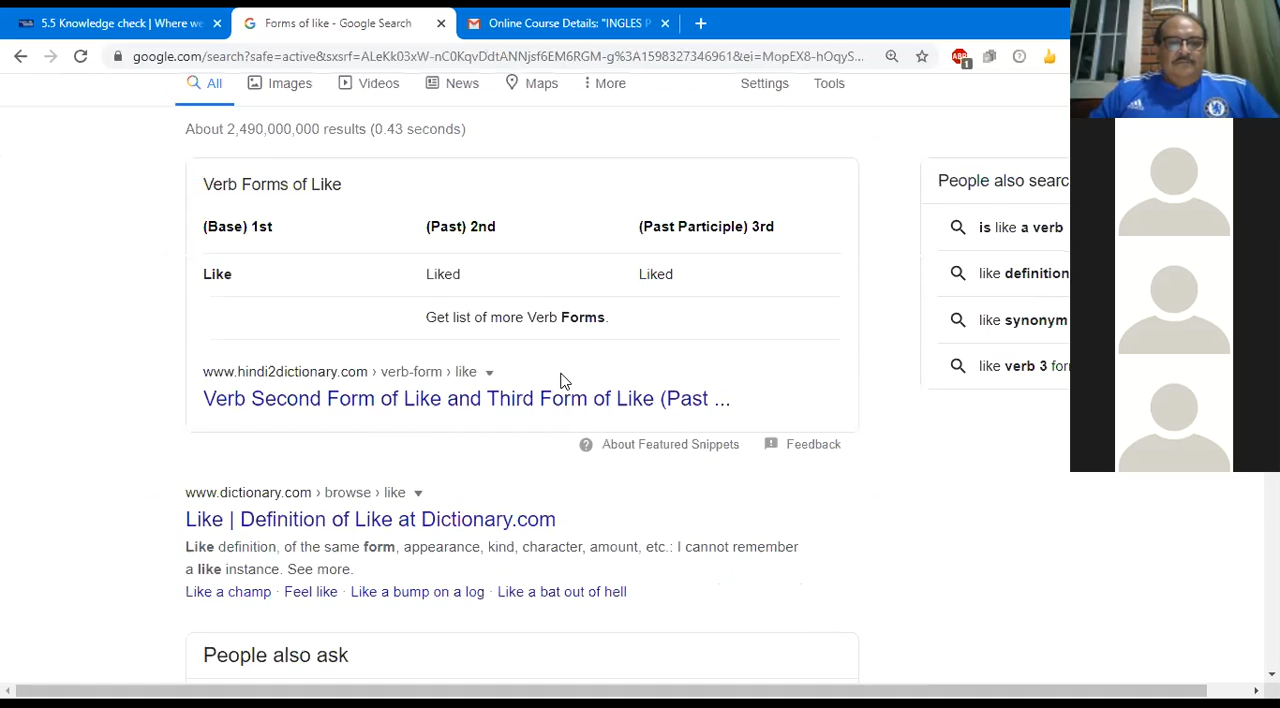 5.5 Knowledge check | Where we
Forms of like - Google Search
Online Course Details: "INGLES P
google.com/search?safe=active&sxsrf=ALeKk03xW-nC0KqvDdtANNjsf6EM6RGM-g%3A1598327346961&ei=MopEX8-hOqyS...
All
Images
Videos
News
Maps
More
Settings
Tools
About 2,490,000,000 results (0.43 seconds)
Verb Forms of Like
(Base) 1st (Past) 2nd (Past Participle) 3rd
Like Liked Liked
Get list of more Verb Forms.
www.hindi2dictionary.com › verb-form › like
Verb Second Form of Like and Third Form of Like (Past ...
About Featured Snippets
Feedback
www.dictionary.com › browse › like
Like | Definition of Like at Dictionary.com
Like definition, of the same form, appearance, kind, character, amount, etc.: I cannot remember
a like instance. See more.
Like a champ · Feel like · Like a bump on a log · Like a bat out of hell
People also ask
People also searc
is like a verb
like definition
like synonym
like verb 3 for